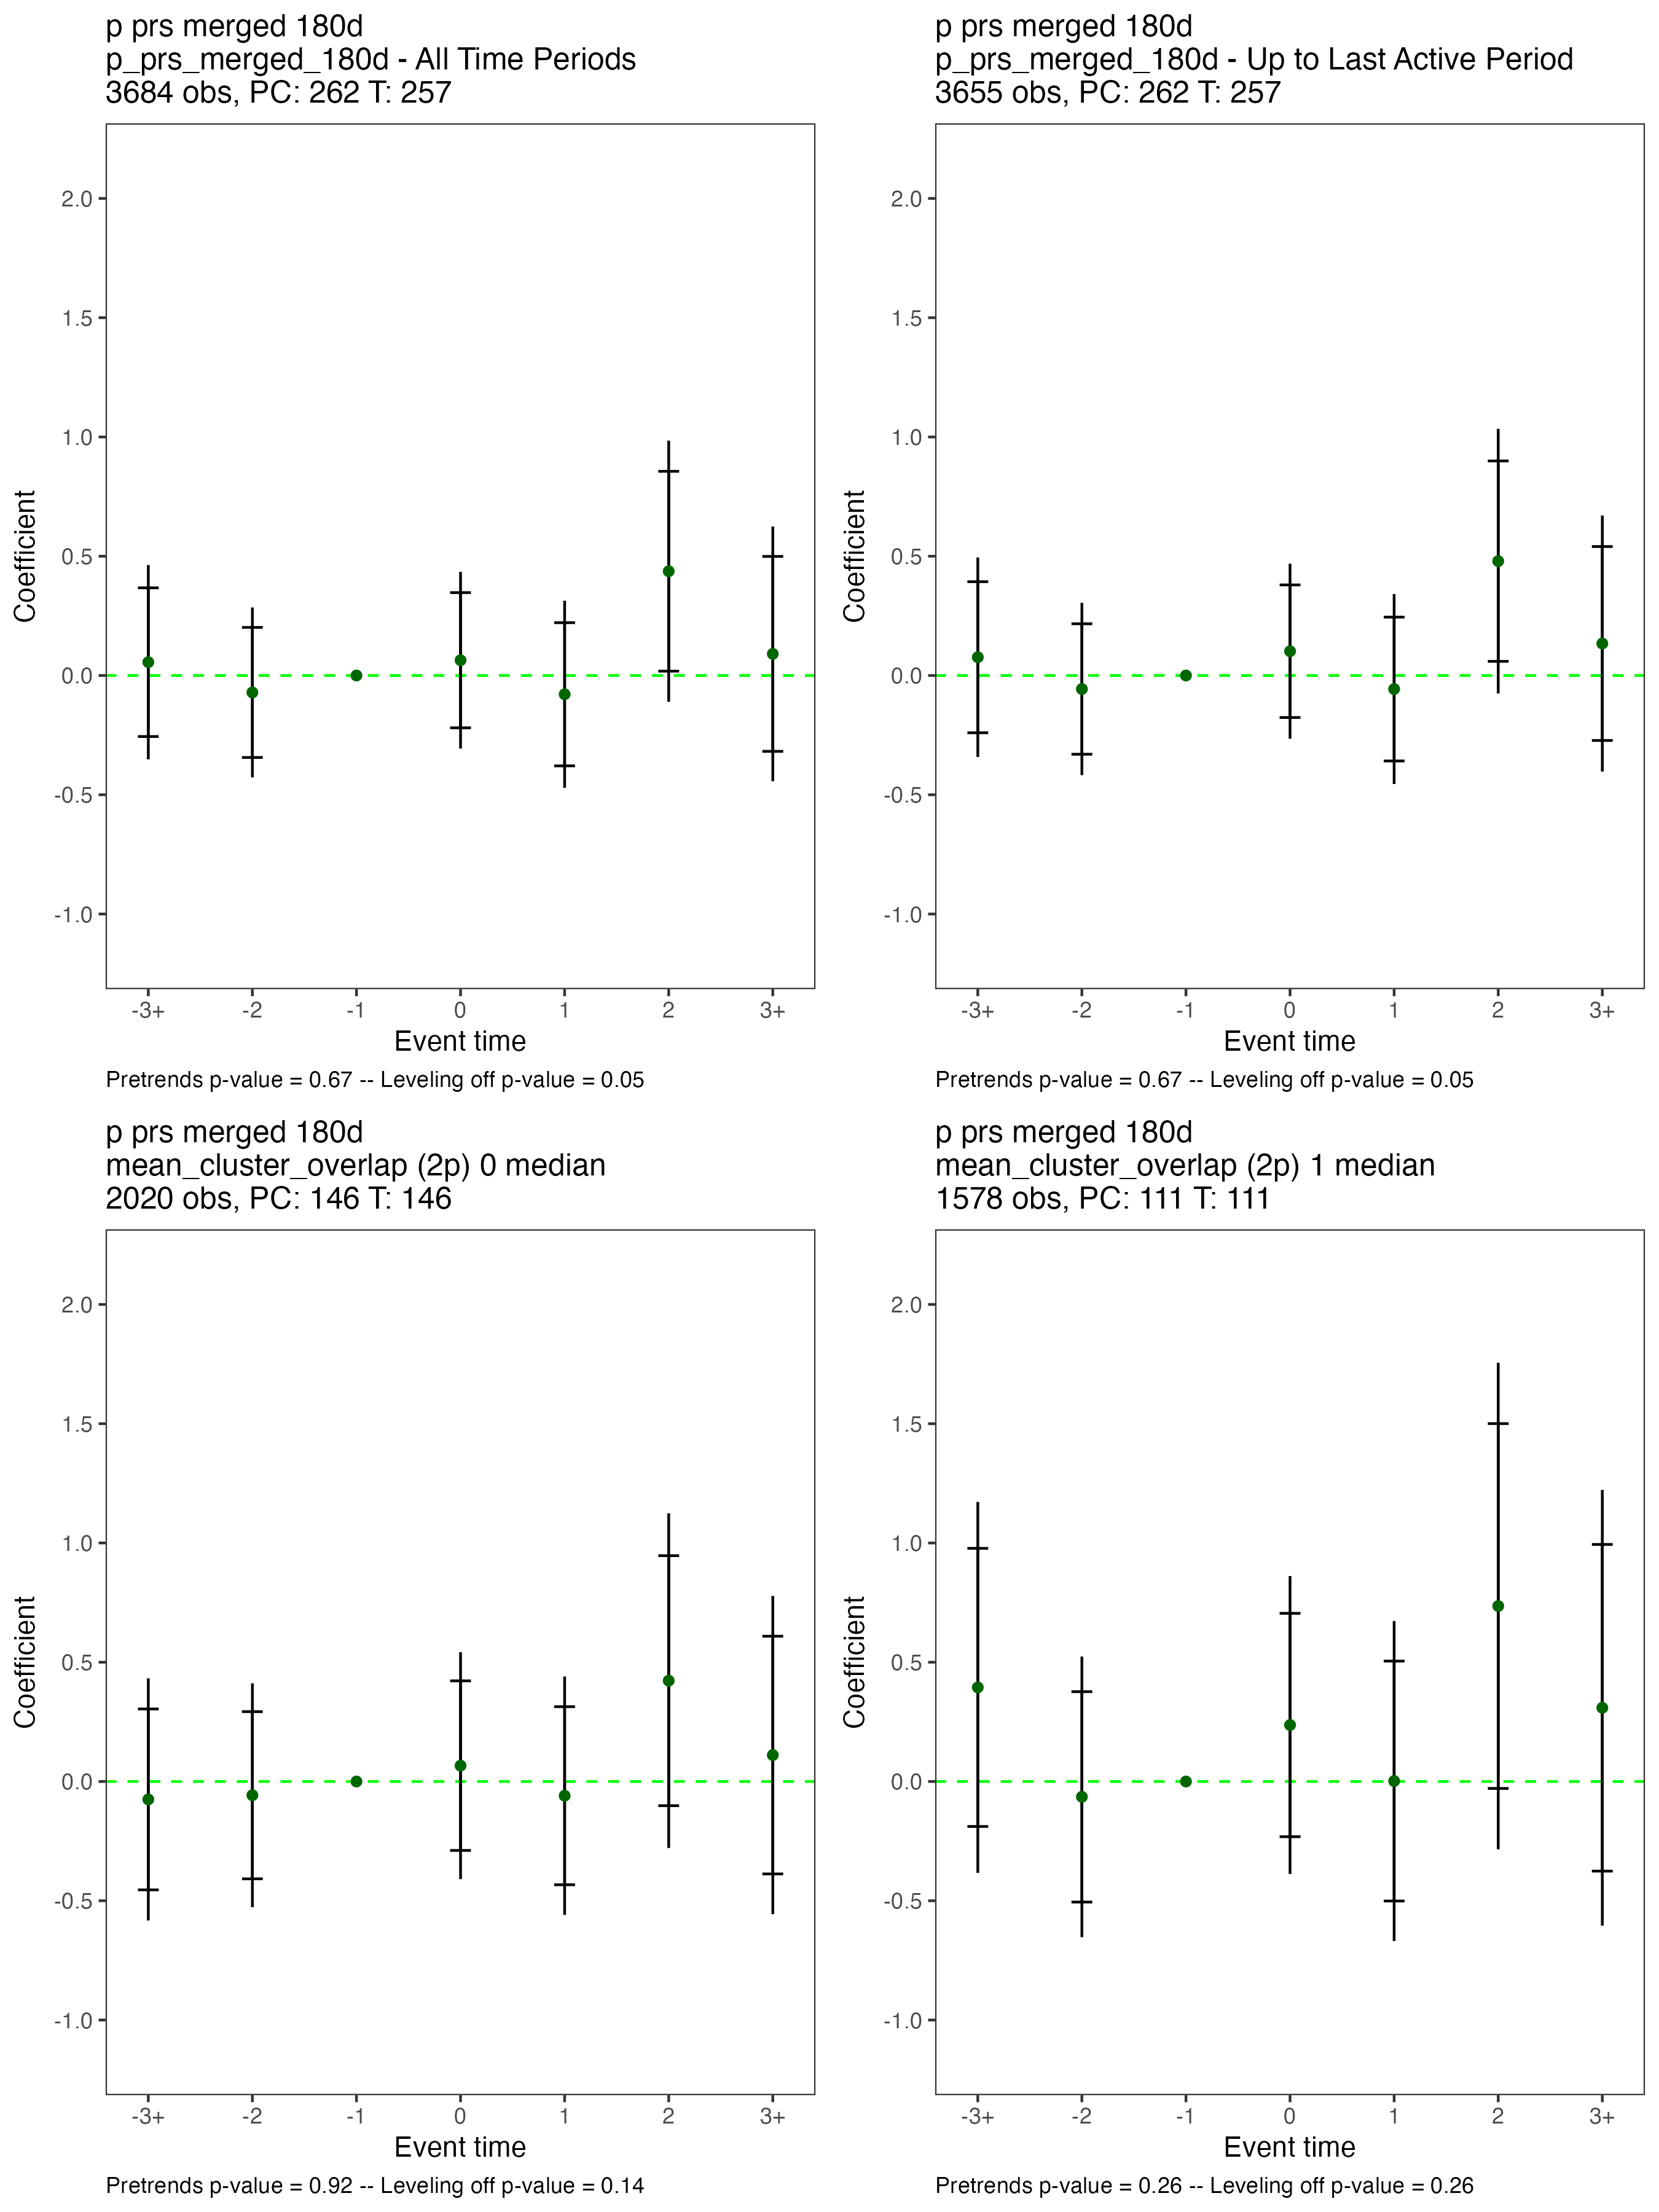 p prs merged 180d
p_prs_merged_180d - All Time Periods
3684 obs, PC: 262 T: 257
Coefficient
2.0
1.5
1.0
0.5
0.0
-0.5
-1.0
-3+ -2 -1 0 1 2 3+
Event time
Pretrends p-value = 0.67 -- Leveling off p-value = 0.05
p prs merged 180d
p_prs_merged_180d - Up to Last Active Period
3655 obs, PC: 262 T: 257
Coefficient
2.0
1.5
1.0
0.5
0.0
-0.5
-1.0
-3+ -2 -1 0 1 2 3+
Event time
Pretrends p-value = 0.67 -- Leveling off p-value = 0.05
p prs merged 180d
mean_cluster_overlap (2p) 0 median
2020 obs, PC: 146 T: 146
Coefficient
2.0
1.5
1.0
0.5
0.0
-0.5
-1.0
-3+ -2 -1 0 1 2 3+
Event time
Pretrends p-value = 0.92 -- Leveling off p-value = 0.14
p prs merged 180d
mean_cluster_overlap (2p) 1 median
1578 obs, PC: 111 T: 111
Coefficient
2.0
1.5
1.0
0.5
0.0
-0.5
-1.0
-3+ -2 -1 0 1 2 3+
Event time
Pretrends p-value = 0.26 -- Leveling off p-value = 0.26